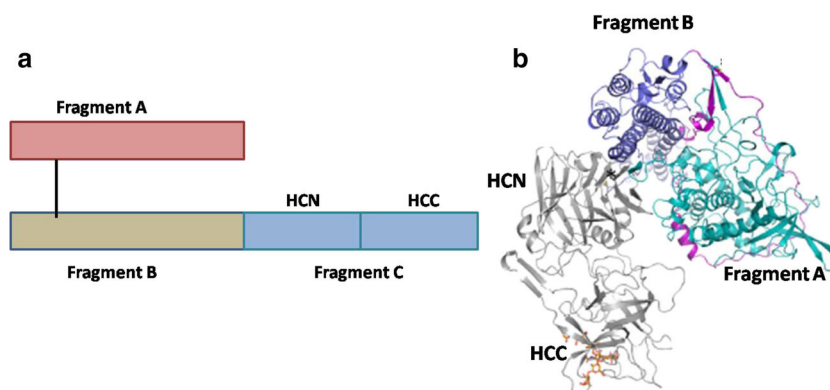 a
Fragment A
HCN
HCC
Fragment B
Fragment C
b
Fragment B
HCN
Fragment A
HCC